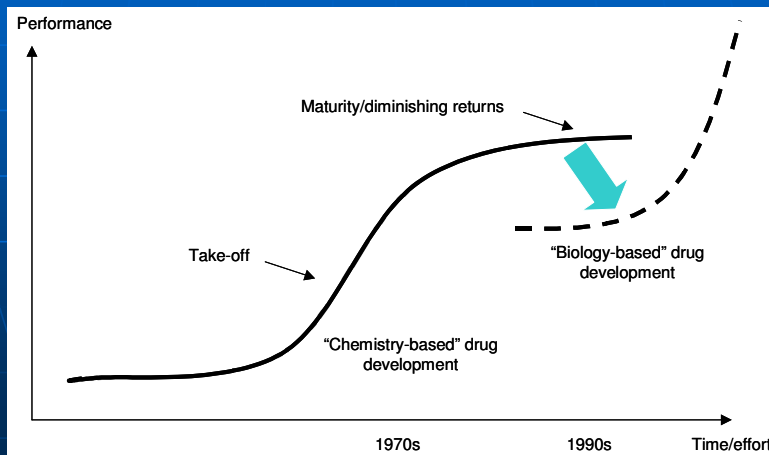 Performance
Maturity/diminishing returns
Take-off
“Biology-based” drug
development
“Chemistry-based” drug
development
1970s
1990s
Time/effort